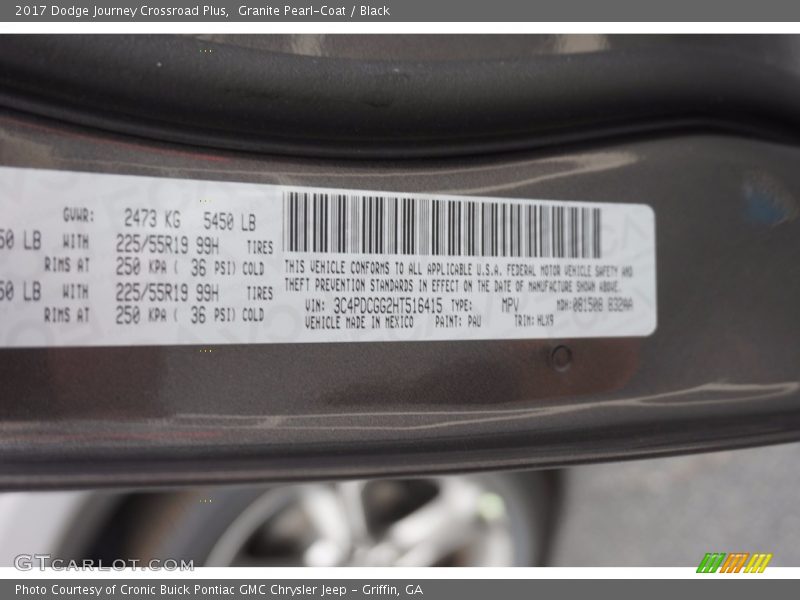 2017 Dodge Journey Crossroad Plus,  Granite Pearl-Coat / Black
GVWR: 2473 KG 5450 LB
50 LB WITH 225/55R19 99H TIRES
RIMS AT 250 KPA ( 36 PSI) COLD
50 LB WITH 225/55R19 99H TIRES
RIMS AT 250 KPA ( 36 PSI) COLD
THIS VEHICLE CONFORMS TO ALL APPLICABLE U.S.A. FEDERAL MOTOR VEHICLE SAFETY AND
THEFT PREVENTION STANDARDS IN EFFECT ON THE DATE OF MANUFACTURE SHOWN ABOVE.
VIN: 3C4PDCGG2HT516415 TYPE: MPV MDH: 081508 832AA
VEHICLE MADE IN MEXICO PAINT: PAU TRIM: HLX9
GTCARLOT.COM
Photo Courtesy of Cronic Buick Pontiac GMC Chrysler Jeep - Griffin, GA